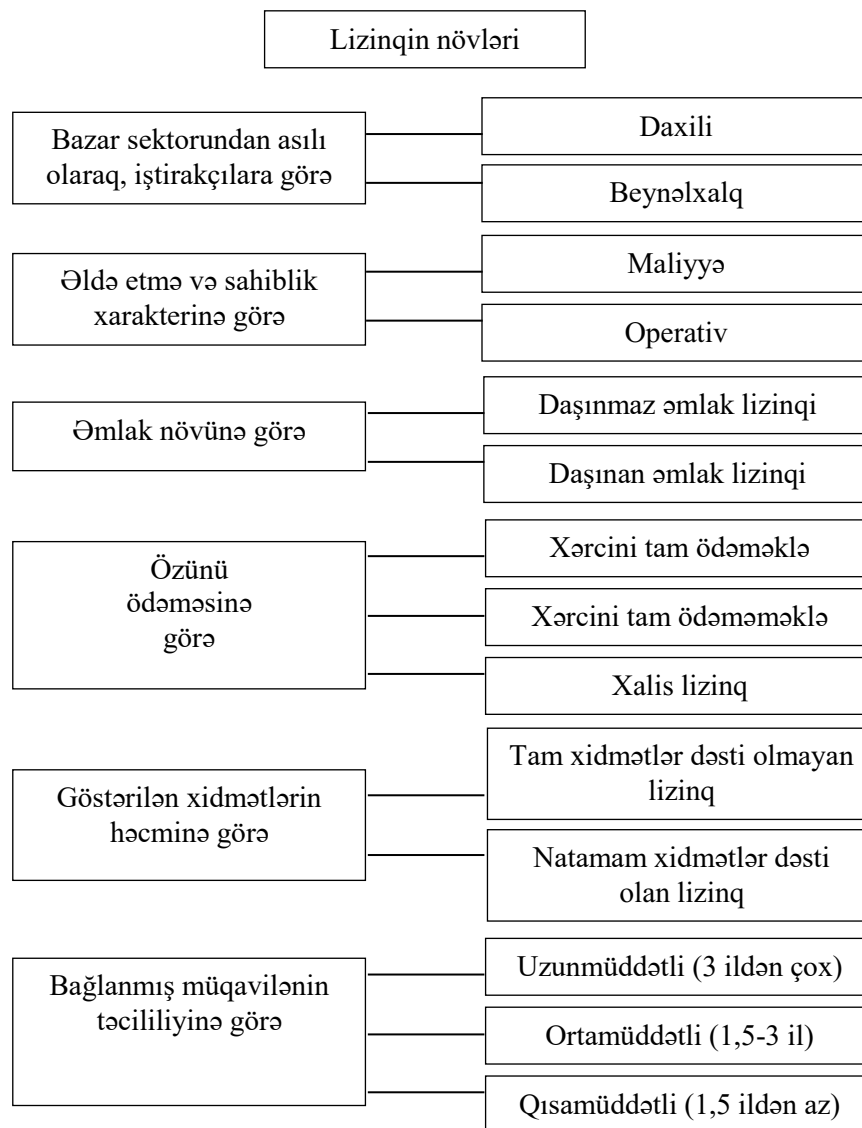 Lizinqin növləri
Bazar sektorundan asılı
olaraq, iştirakçılara görə
Daxili
Beynəlxalq
Əldə etmə və sahiblik
xarakterinə görə
Maliyyə
Operativ
Əmlak növünə görə
Daşınmaz əmlak lizinqi
Daşınan əmlak lizinqi
Özünü
ödəməsinə
görə
Xərcini tam ödəməklə
Xərcini tam ödəməməklə
Xalis lizinq
Göstərilən xidmətlərin
həcminə görə
Tam xidmətlər dəsti olmayan
lizinq
Natamam xidmətlər dəsti
olan lizinq
Bağlanmış müqavilənin
təcililiyinə görə
Uzunmüddətli (3 ildən çox)
Ortamüddətli (1,5-3 il)
Qısamüddətli (1,5 ildən az)